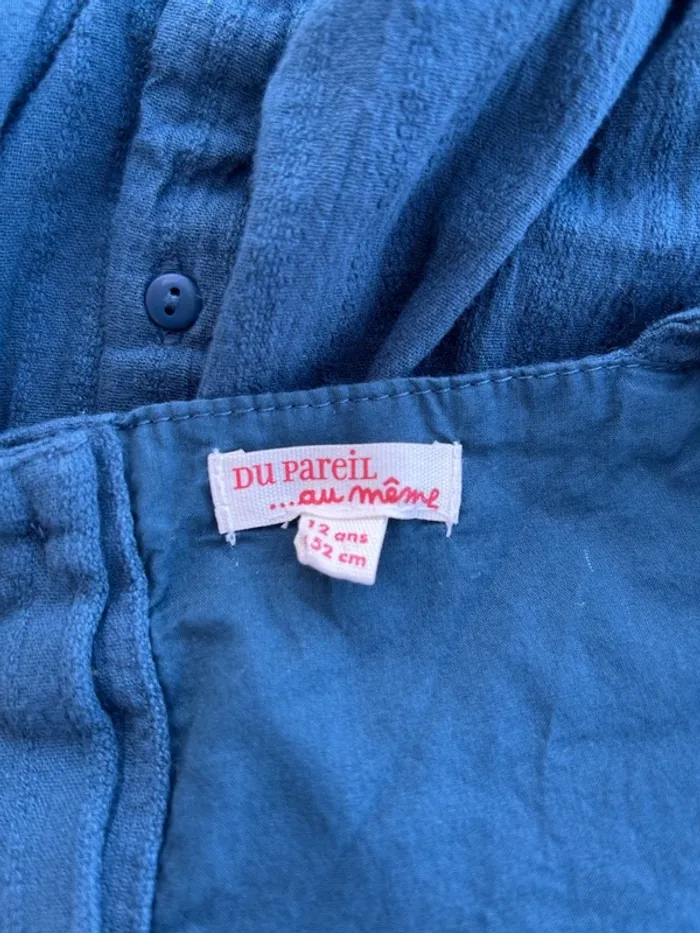 DU PAREIL
...au même
12 ans
152 cm